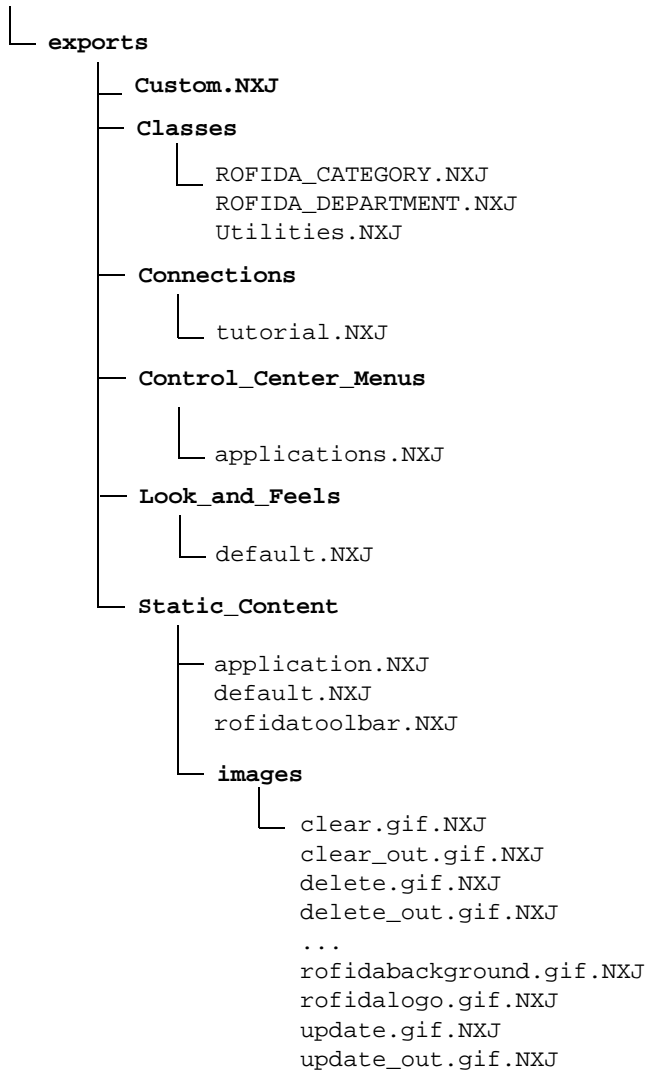 exports
Custom.NXJ
Classes
ROFIDA_CATEGORY.NXJ
ROFIDA_DEPARTMENT.NXJ
Utilities.NXJ
Connections
tutorial.NXJ
Control_Center_Menus
applications.NXJ
Look_and_Feels
default.NXJ
Static_Content
application.NXJ
default.NXJ
rofidatoolbar.NXJ
images
clear.gif.NXJ
clear_out.gif.NXJ
delete.gif.NXJ
delete_out.gif.NXJ
...
rofidabackground.gif.NXJ
rofidalogo.gif.NXJ
update.gif.NXJ
update_out.gif.NXJ